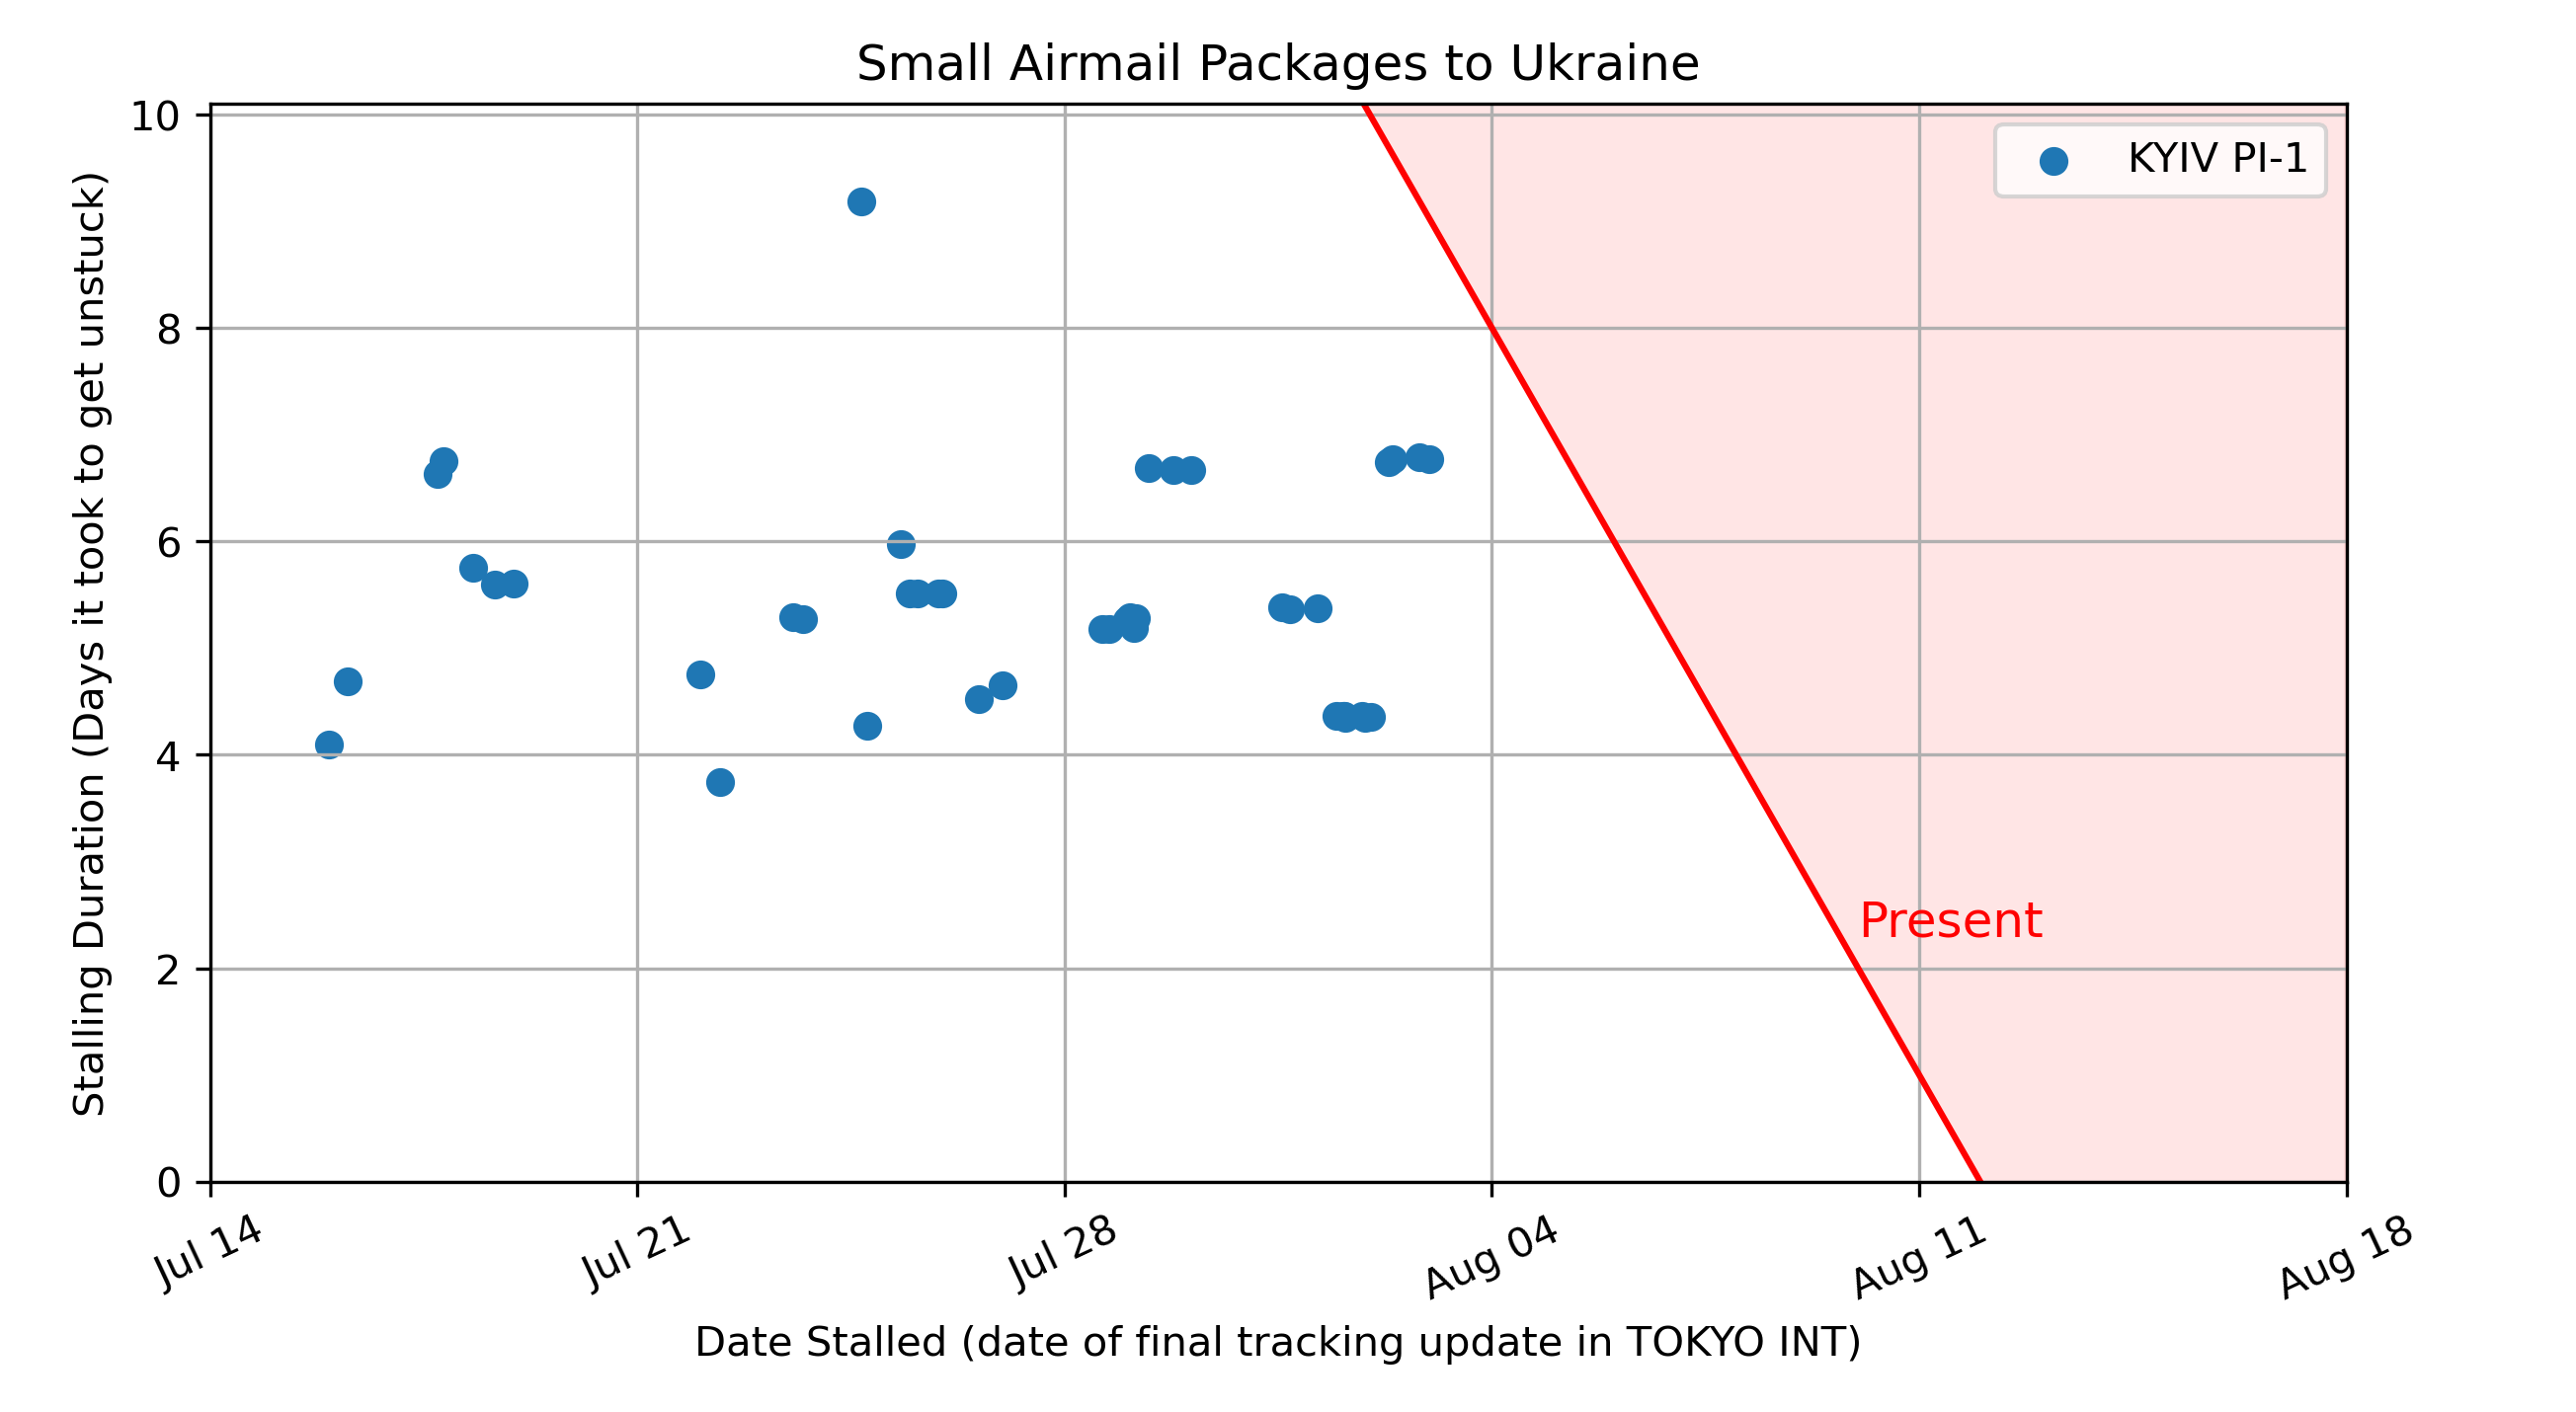 Small Airmail Packages to Ukraine
Stalling Duration (Days it took to get unstuck)
10
8
6
4
2
0
KYIV PI-1
Present
Jul 14
Jul 21
Jul 28
Aug 04
Aug 11
Aug 18
Date Stalled (date of final tracking update in TOKYO INT)